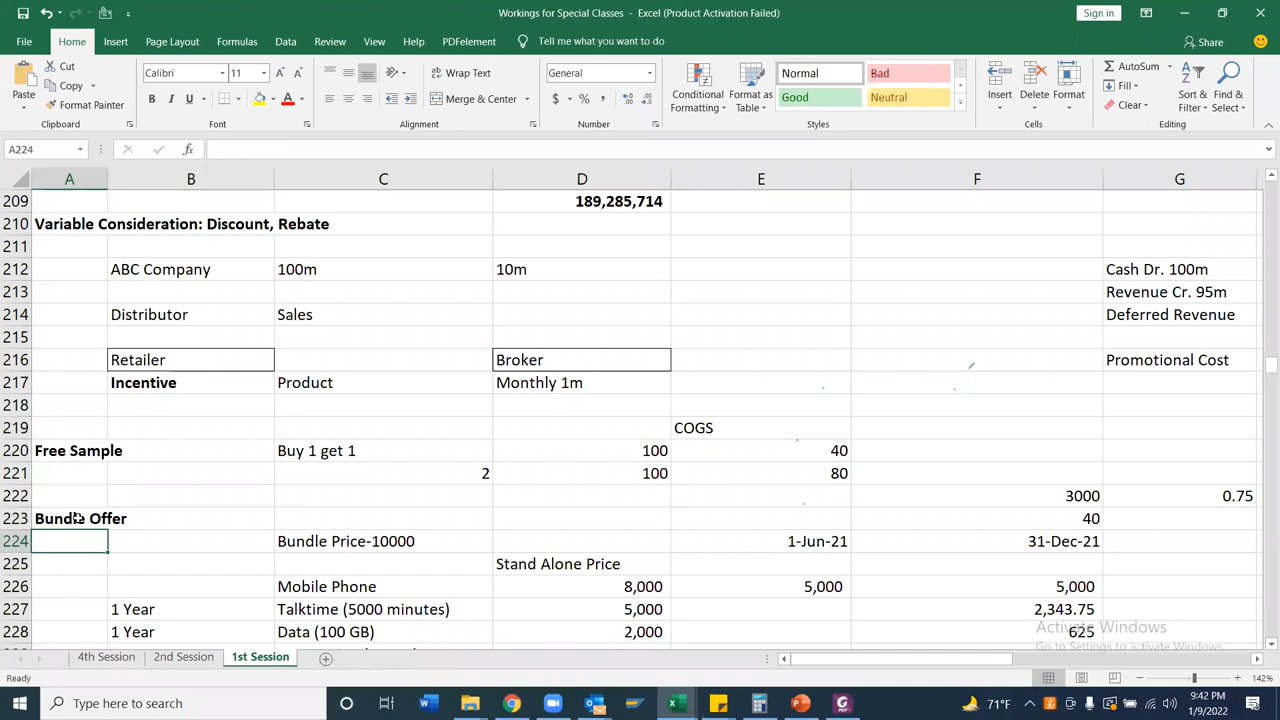 Workings for Special Classes - Excel (Product Activation Failed)
Sign in
File Home Insert Page Layout Formulas Data Review View Help PDFelement Tell me what you want to do Share
Paste Cut Copy Format Painter
Calibri 11
B I U
A
Wrap Text
Merge & Center
General
$ % ,
Conditional Formatting
Format as Table
Normal Bad
Good Neutral
Insert Delete Format
AutoSum
Fill
Clear
Sort & Filter
Find & Select
Clipboard Font Alignment Number Styles Cells Editing
A224 fx
A B C D E F G
209 189,285,714
210 Variable Consideration: Discount, Rebate
211
212 ABC Company 100m 10m Cash Dr. 100m
213 Revenue Cr. 95m
214 Distributor Sales Deferred Revenue
215
216 Retailer Broker Promotional Cost
217 Incentive Product Monthly 1m
218
219 COGS
220 Free Sample Buy 1 get 1 100 40
221 2 100 80
222 3000 0.75
223 Bundle Offer 40
224 Bundle Price-10000 1-Jun-21 31-Dec-21
225 Stand Alone Price
226 Mobile Phone 8,000 5,000 5,000
227 1 Year Talktime (5000 minutes) 5,000 2,343.75
228 1 Year Data (100 GB) 2,000 625
Activate Windows
Go to Settings to activate Windows.
4th Session 2nd Session 1st Session
Ready
142%
Type here to search
71°F
9:42 PM
1/9/2022